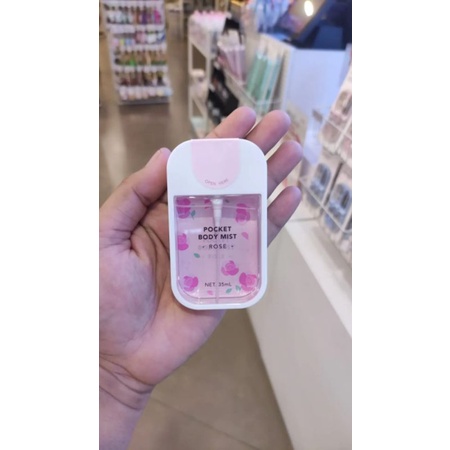 POCKET
BODY MIST
ROSE
NET. 35mL